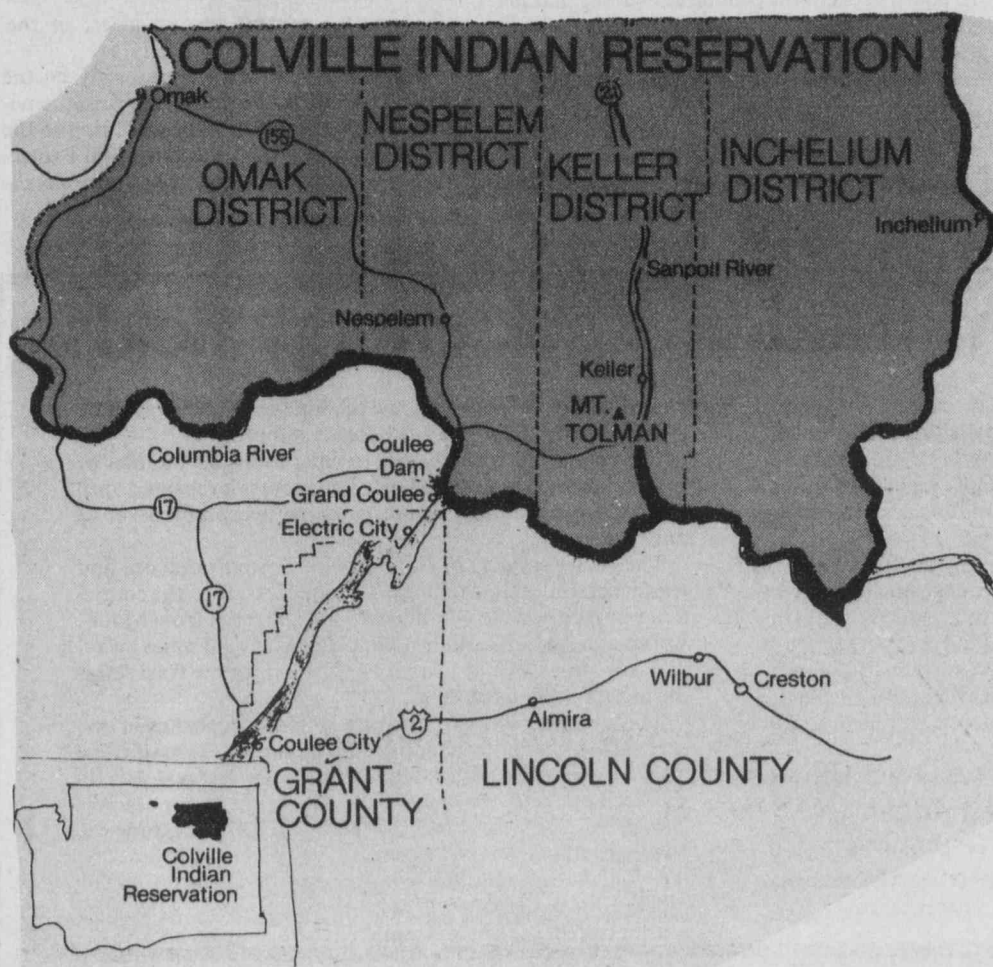 COLVILLE INDIAN RESERVATION
Omak
155
21
NESPELEM
DISTRICT
OMAK
DISTRICT
KELLER
DISTRICT
INCHELIUM
DISTRICT
Inchelium
Sanpoil River
Nespelem
Keller
MT.
TOLMAN
Columbia River
Coulee
Dam
Grand Coulee
17
Electric City
17
Wilbur
Creston
2
Almira
Coulee City
GRANT
COUNTY
LINCOLN COUNTY
Colville
Indian
Reservation